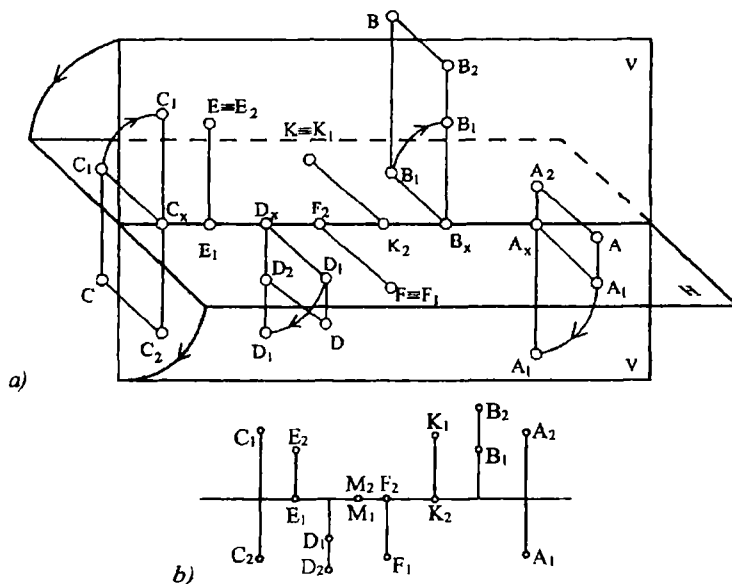 B
V
B₂
C₁
E≡E₂
K≡K₁
B₁
C₁
B₁
A₂
Cₓ
E₁
Dₓ
F₂
K₂
Bₓ
Aₓ
A
D₂
D₁
F≡F₁
A₁
H
C
C₂
D₁
D
A₁
V
a)
C₁
E₂
K₁
B₂
A₂
B₁
M₂
F₂
E₁
M₁
K₂
C₂
D₁
D₂
F₁
A₁
b)